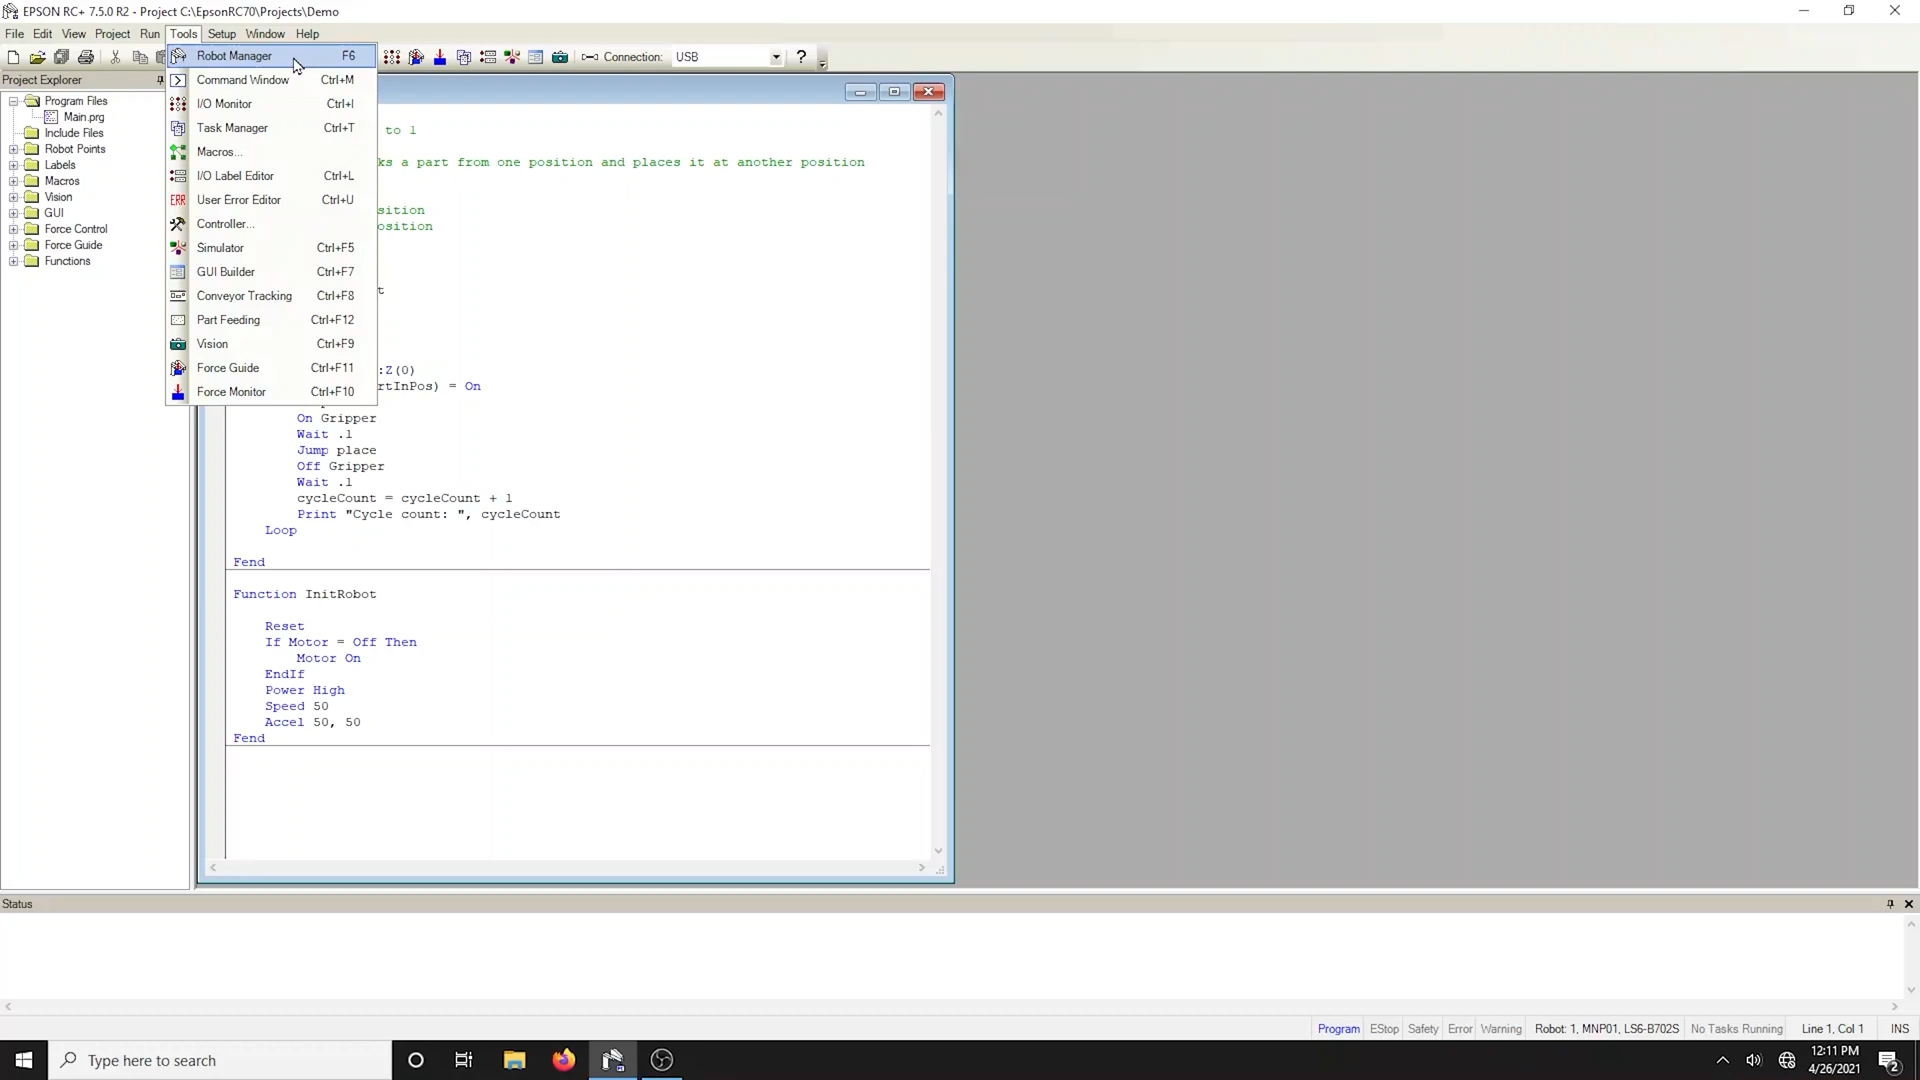 EPSON RC+ 7.5.0 R2 - Project C:\EpsonRC70\Projects\Demo
File Edit View Project Run Tools Setup Window Help
Connection: USB ?
Project Explorer
Program Files
Main.prg
Include Files
Robot Points
Labels
Macros
Vision
GUI
Force Control
Force Guide
Functions
Robot Manager F6
Command Window Ctrl+M
I/O Monitor Ctrl+I
Task Manager Ctrl+T
Macros...
I/O Label Editor Ctrl+L
ERR User Error Editor Ctrl+U
Controller...
Simulator Ctrl+F5
GUI Builder Ctrl+F7
Conveyor Tracking Ctrl+F8
Part Feeding Ctrl+F12
Vision Ctrl+F9
Force Guide Ctrl+F11
Force Monitor Ctrl+F10
to 1
ks a part from one position and places it at another position
sition
osition
t
:Z(0)
rtInPos) = On
On Gripper
Wait .1
Jump place
Off Gripper
Wait .1
cycleCount = cycleCount + 1
Print "Cycle count: ", cycleCount
Loop
Fend
Function InitRobot
Reset
If Motor = Off Then
Motor On
EndIf
Power High
Speed 50
Accel 50, 50
Fend
Status
Program EStop Safety Error Warning Robot: 1, MNP01, LS6-B702S No Tasks Running Line 1, Col 1 INS
Type here to search
12:11 PM
4/26/2021
2